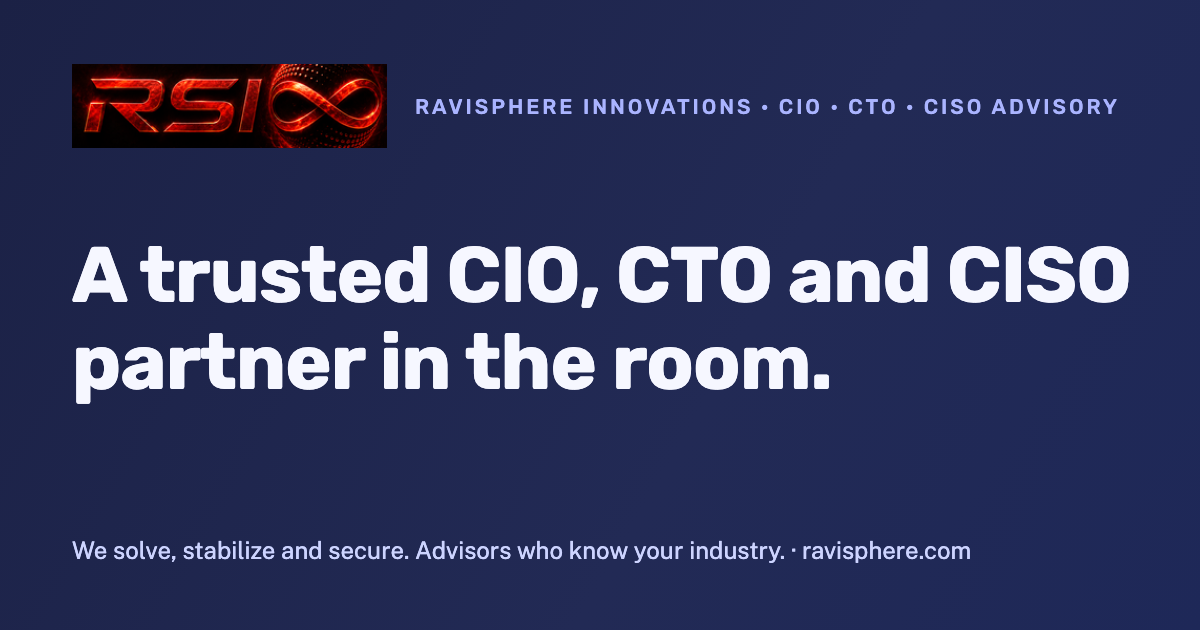 RSI
RAVISPHERE INNOVATIONS • CIO • CTO • CISO ADVISORY
A trusted CIO, CTO and CISO
partner in the room.
We solve, stabilize and secure. Advisors who know your industry. · ravisphere.com